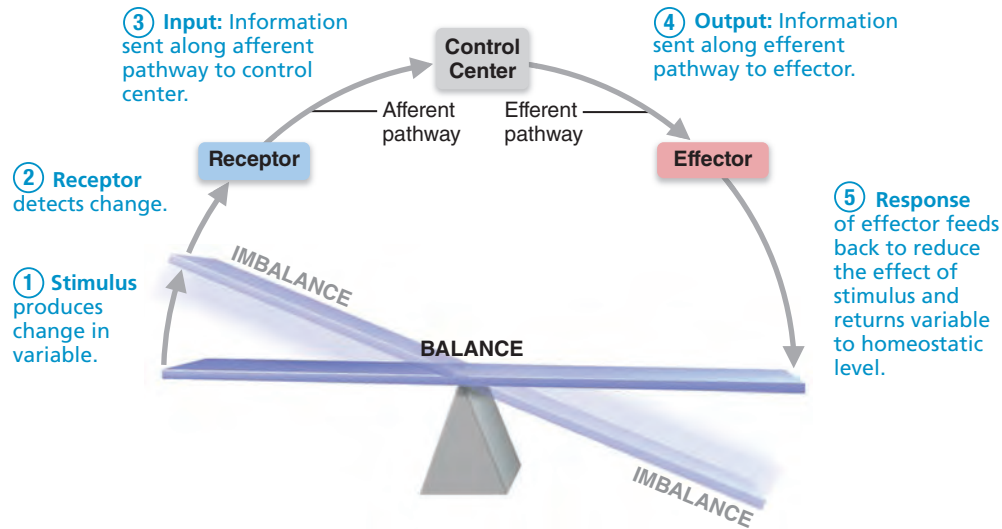 ③ Input: Information
sent along afferent
pathway to control
center.
Control
Center
④ Output: Information
sent along efferent
pathway to effector.
Afferent
pathway
Efferent
pathway
Receptor
Effector
② Receptor
detects change.
⑤ Response
of effector feeds
back to reduce
the effect of
stimulus and
returns variable
to homeostatic
level.
① Stimulus
produces
change in
variable.
IMBALANCE
BALANCE
IMBALANCE